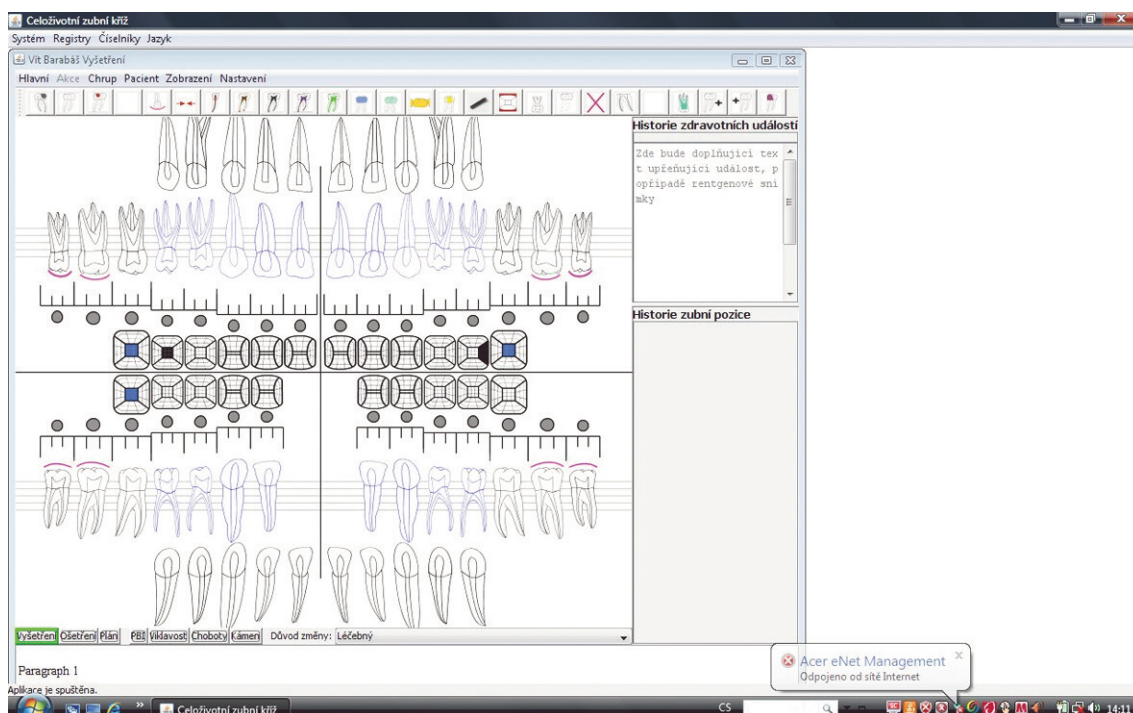 Celoživotní zubní kříž
Systém Registry Číselníky Jazyk
Vít Barabáš Vyšetření
Hlavní Akce Chrup Pacient Zobrazení Nastavení
Historie zdravotních událostí
Zde bude doplňující tex
t upřeňující událost, p
opřípadě rentgenové sní
mky
Historie zubní pozice
Vyšetření Ošetření Plán PBI Viklavost Choboty Kámen Důvod změny: Léčebný
Paragraph 1
Acer eNet Management
Odpojeno od sítě Internet
Aplikace je spuštěna.
Celoživotní zubní kříž
CS
14:11